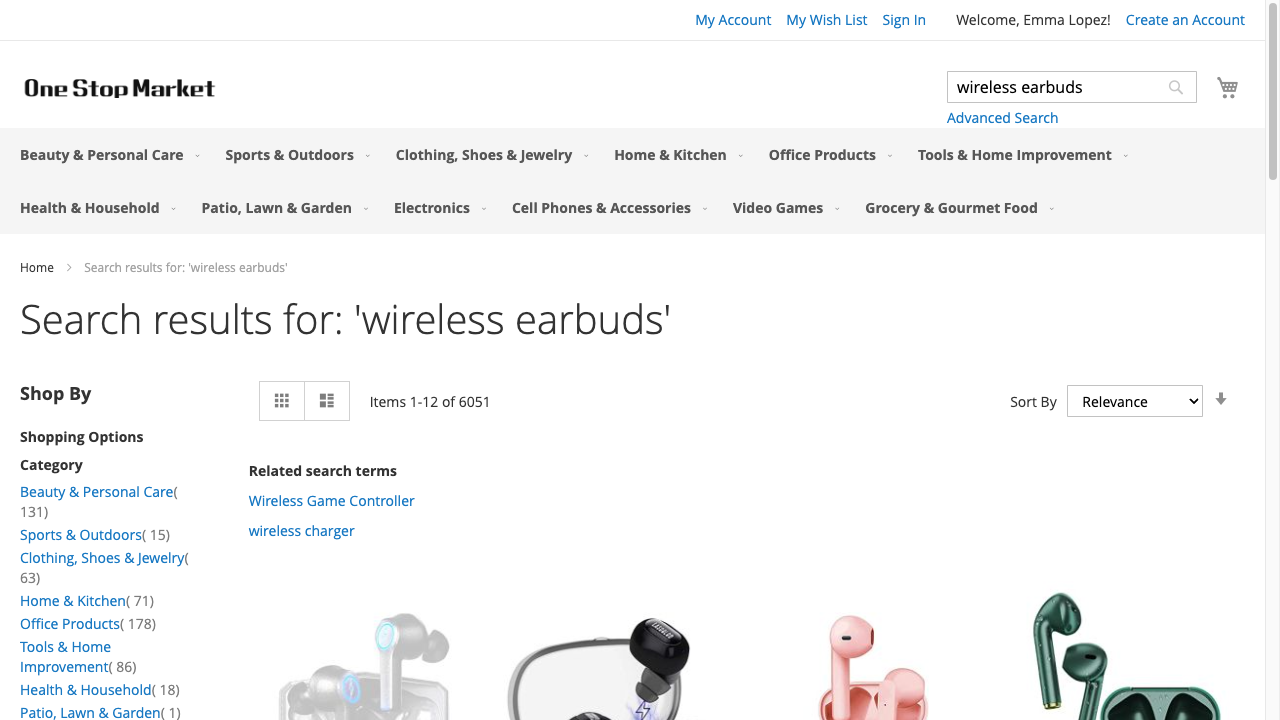 My Account My Wish List Sign In Welcome, Emma Lopez! Create an Account
One Stop Market
wireless earbuds
Advanced Search
Beauty & Personal Care Sports & Outdoors Clothing, Shoes & Jewelry Home & Kitchen Office Products Tools & Home Improvement
Health & Household Patio, Lawn & Garden Electronics Cell Phones & Accessories Video Games Grocery & Gourmet Food
Home Search results for: 'wireless earbuds'
Search results for: 'wireless earbuds'
Shop By
Items 1-12 of 6051
Sort By Relevance
Shopping Options
Category
Beauty & Personal Care( 131)
Sports & Outdoors( 15)
Clothing, Shoes & Jewelry( 63)
Home & Kitchen( 71)
Office Products( 178)
Tools & Home Improvement( 86)
Health & Household( 18)
Patio, Lawn & Garden( 1)
Related search terms
Wireless Game Controller
wireless charger